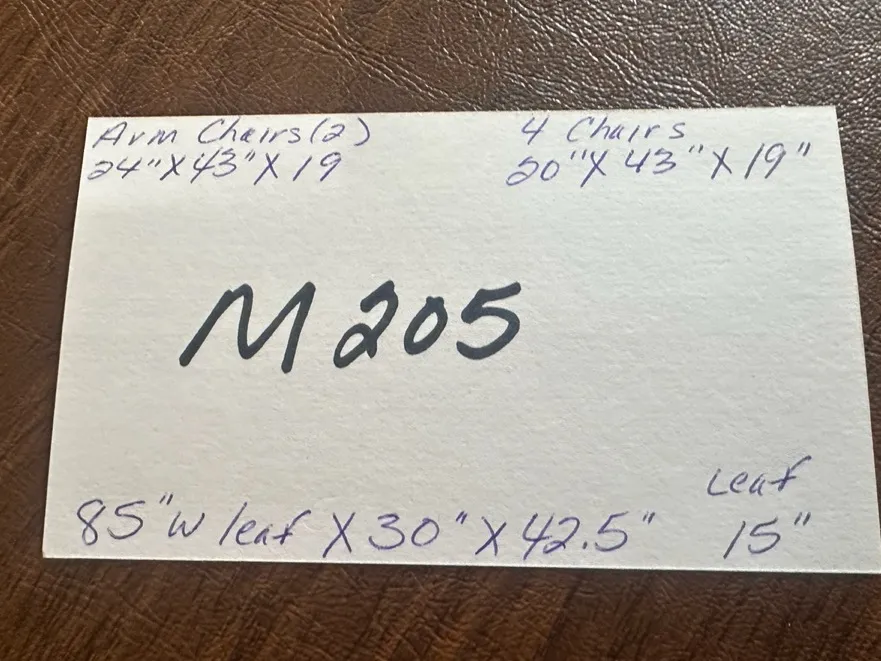 Arm Chairs(2)
24"X43"X19
4 Chairs
20"X43"X19"
M205
Leaf
85"w leaf X30"X42.5"
15"